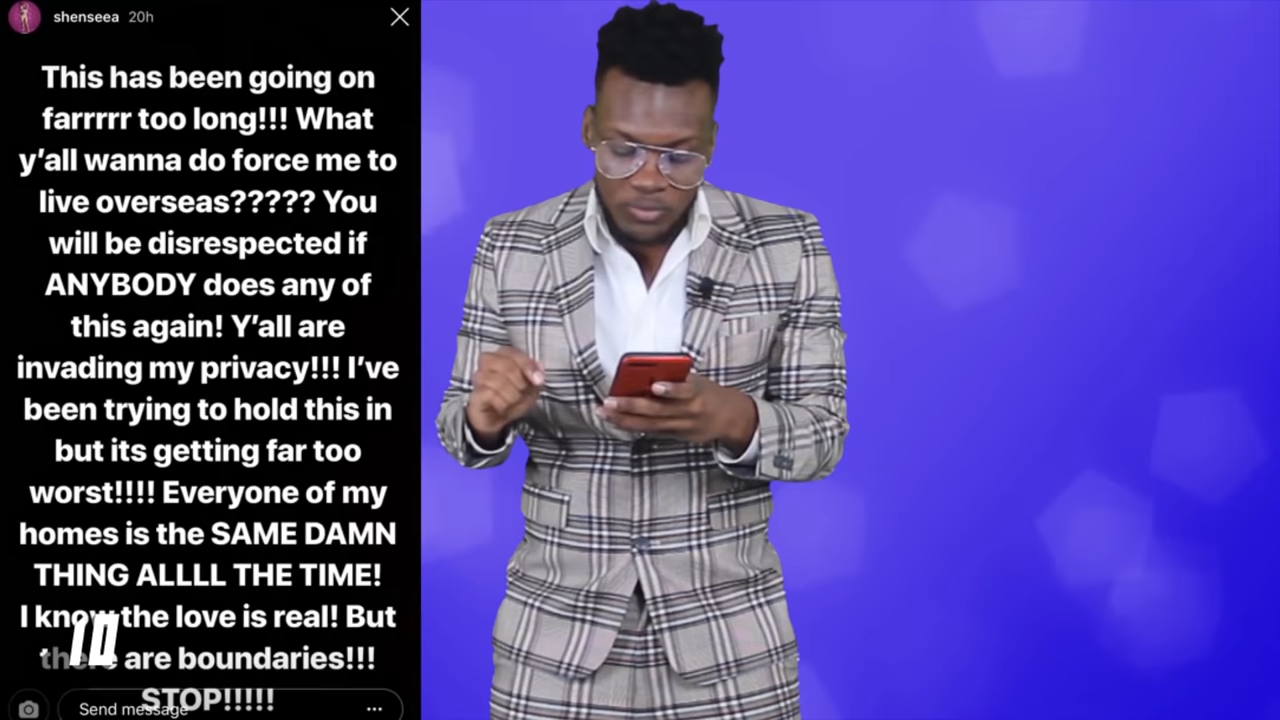 shenseea 20h
This has been going on
farrrrr too long!!! What
y'all wanna do force me to
live overseas????? You
will be disrespected if
ANYBODY does any of
this again! Y'all are
invading my privacy!!! I've
been trying to hold this in
but its getting far too
worst!!!! Everyone of my
homes is the SAME DAMN
THING ALLLL THE TIME!
I know the love is real! But
there are boundaries!!!
STOP!!!!!
Send message